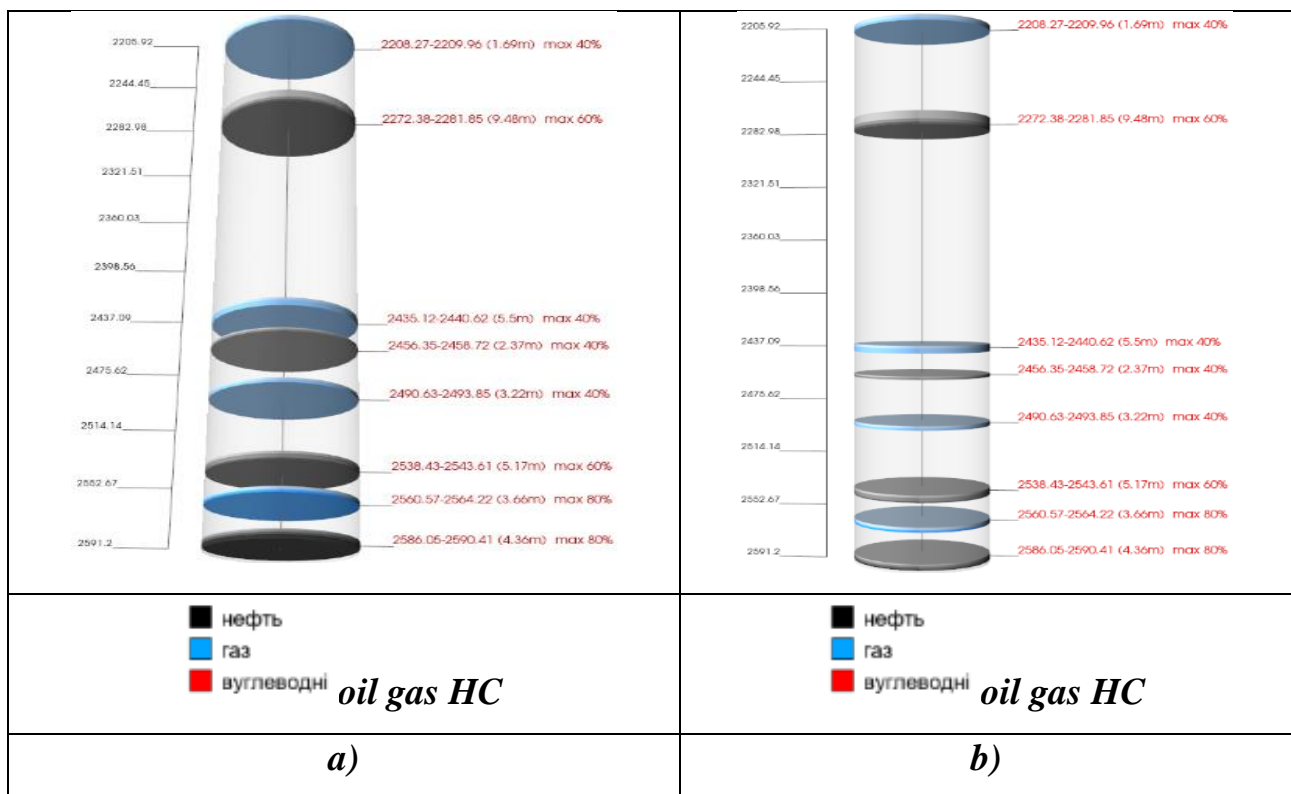 2205.92
2208.27-2209.96 (1.69m) max 40%
2244.45
2272.38-2281.85 (9.48m) max 60%
2282.98
2321.51
2360.03
2398.56
2435.12-2440.62 (5.5m) max 40%
2437.09
2456.35-2458.72 (2.37m) max 40%
2475.62
2490.63-2493.85 (3.22m) max 40%
2514.14
2538.43-2543.61 (5.17m) max 60%
2552.67
2560.57-2564.22 (3.66m) max 80%
2586.05-2590.41 (4.36m) max 80%
2591.2
нефть
газ
вуглеводні
oil gas HC
a)
2205.92
2208.27-2209.96 (1.69m) max 40%
2244.45
2272.38-2281.85 (9.48m) max 60%
2282.98
2321.51
2360.03
2398.56
2435.12-2440.62 (5.5m) max 40%
2437.09
2456.35-2458.72 (2.37m) max 40%
2475.62
2490.63-2493.85 (3.22m) max 40%
2514.14
2538.43-2543.61 (5.17m) max 60%
2552.67
2560.57-2564.22 (3.66m) max 80%
2586.05-2590.41 (4.36m) max 80%
2591.2
нефть
газ
вуглеводні
oil gas HC
b)